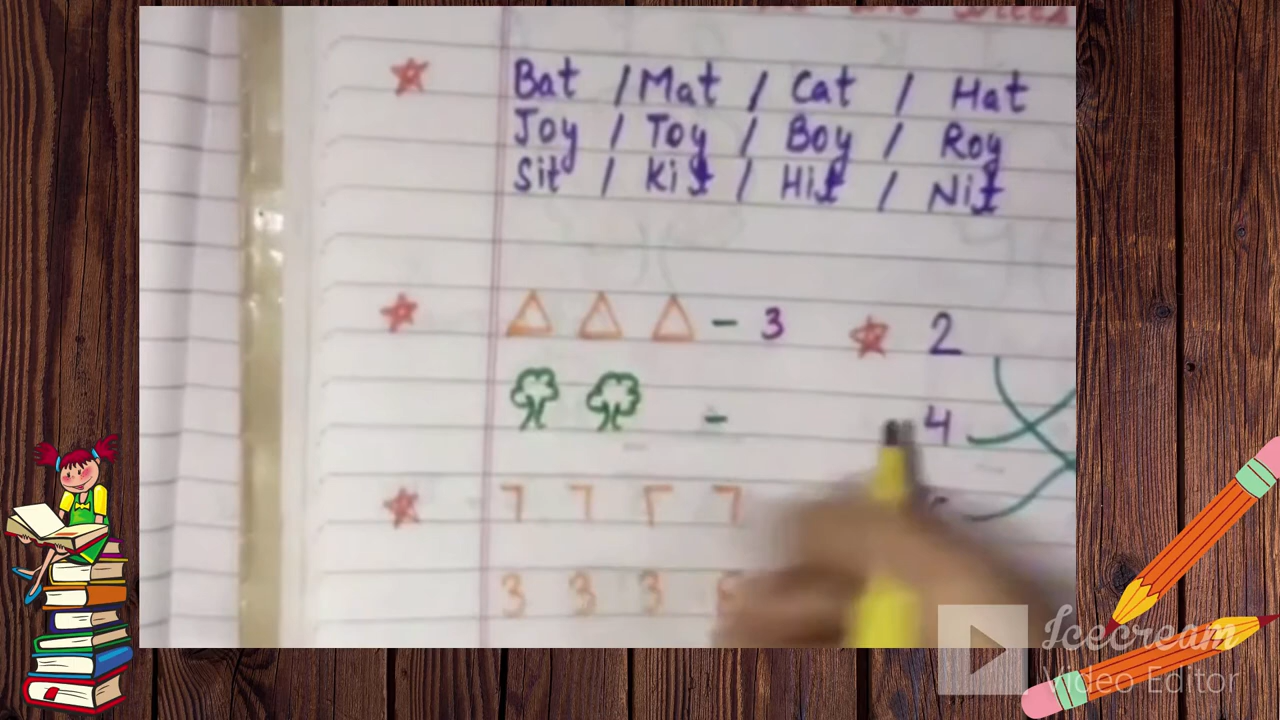 Bat / Mat / Cat / Hat
Joy / Toy / Boy / Roy
Sit / Kit / Hit / Nit
- 3
2
-
4
7 7 7
3 3 3
Icecream
Video Editor